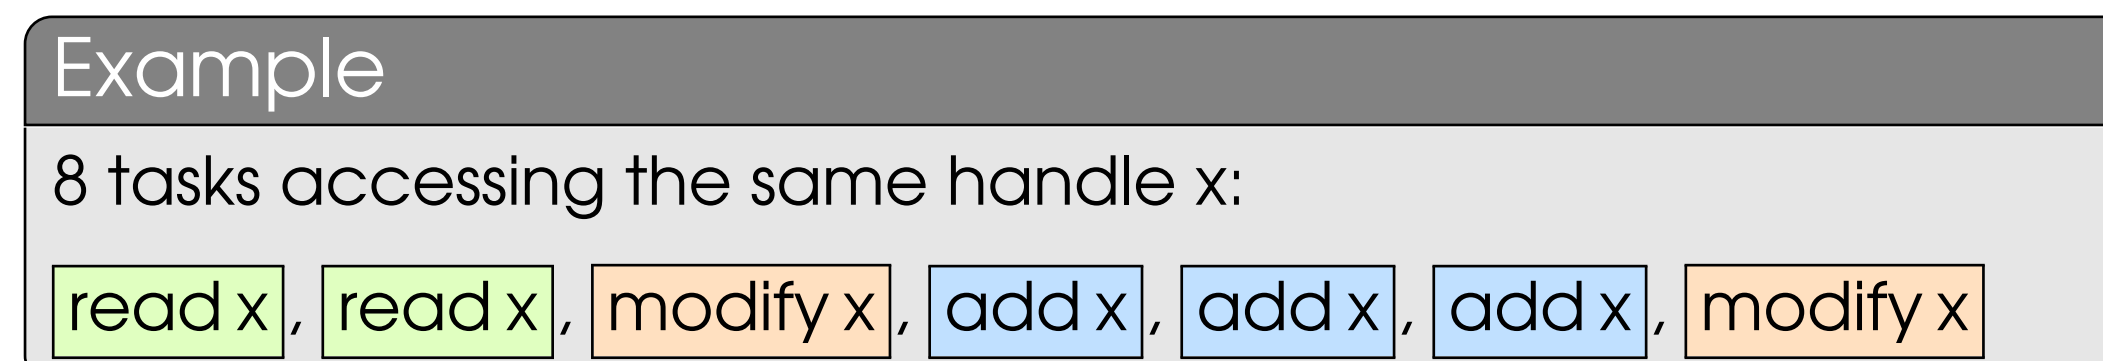 Example
8 tasks accessing the same handle x:
read x, read x, modify x, add x, add x, add x, modify x